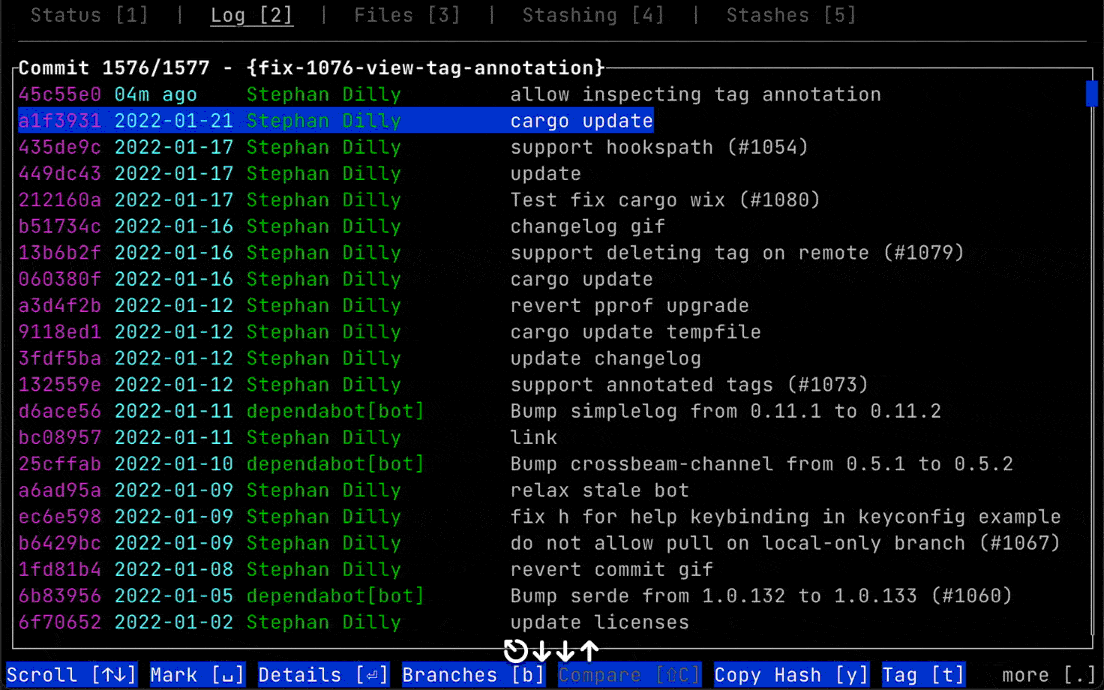 Status [1] | Log [2] | Files [3] | Stashing [4] | Stashes [5]
Commit 1576/1577 - {fix-1076-view-tag-annotation}
45c55e0 04m ago Stephan Dilly allow inspecting tag annotation
a1f3931 2022-01-21 Stephan Dilly cargo update
435de9c 2022-01-17 Stephan Dilly support hookspath (#1054)
449dc43 2022-01-17 Stephan Dilly update
212160a 2022-01-17 Stephan Dilly Test fix cargo wix (#1080)
b51734c 2022-01-16 Stephan Dilly changelog gif
13b6b2f 2022-01-16 Stephan Dilly support deleting tag on remote (#1079)
060380f 2022-01-16 Stephan Dilly cargo update
a3d4f2b 2022-01-12 Stephan Dilly revert pprof upgrade
9118ed1 2022-01-12 Stephan Dilly cargo update tempfile
3fdf5ba 2022-01-12 Stephan Dilly update changelog
132559e 2022-01-12 Stephan Dilly support annotated tags (#1073)
d6ace56 2022-01-11 dependabot[bot] Bump simplelog from 0.11.1 to 0.11.2
bc08957 2022-01-11 Stephan Dilly link
25cffab 2022-01-10 dependabot[bot] Bump crossbeam-channel from 0.5.1 to 0.5.2
a6ad95a 2022-01-09 Stephan Dilly relax stale bot
ec6e598 2022-01-09 Stephan Dilly fix h for help keybinding in keyconfig example
b6429bc 2022-01-09 Stephan Dilly do not allow pull on local-only branch (#1067)
1fd81b4 2022-01-08 Stephan Dilly revert commit gif
6b83956 2022-01-05 dependabot[bot] Bump serde from 1.0.132 to 1.0.133 (#1060)
6f70652 2022-01-02 Stephan Dilly update licenses
⎋↓↓↑
Scroll [↑↓] Mark [␣] Details [⏎] Branches [b] Compare [⇧C] Copy Hash [y] Tag [t] more [.]